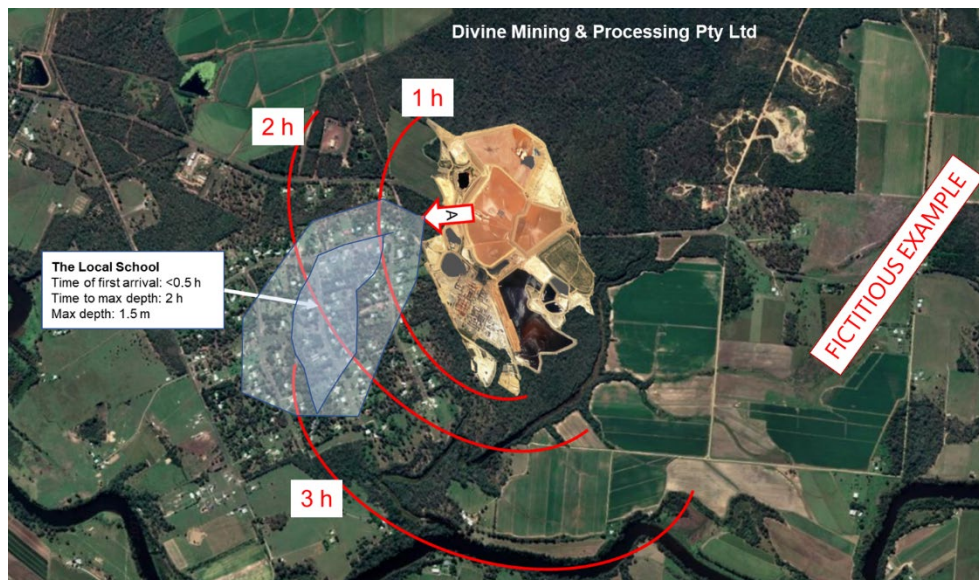 Divine Mining & Processing Pty Ltd
1 h
2 h
A
The Local School
Time of first arrival: <0.5 h
Time to max depth: 2 h
Max depth: 1.5 m
FICTITIOUS EXAMPLE
3 h